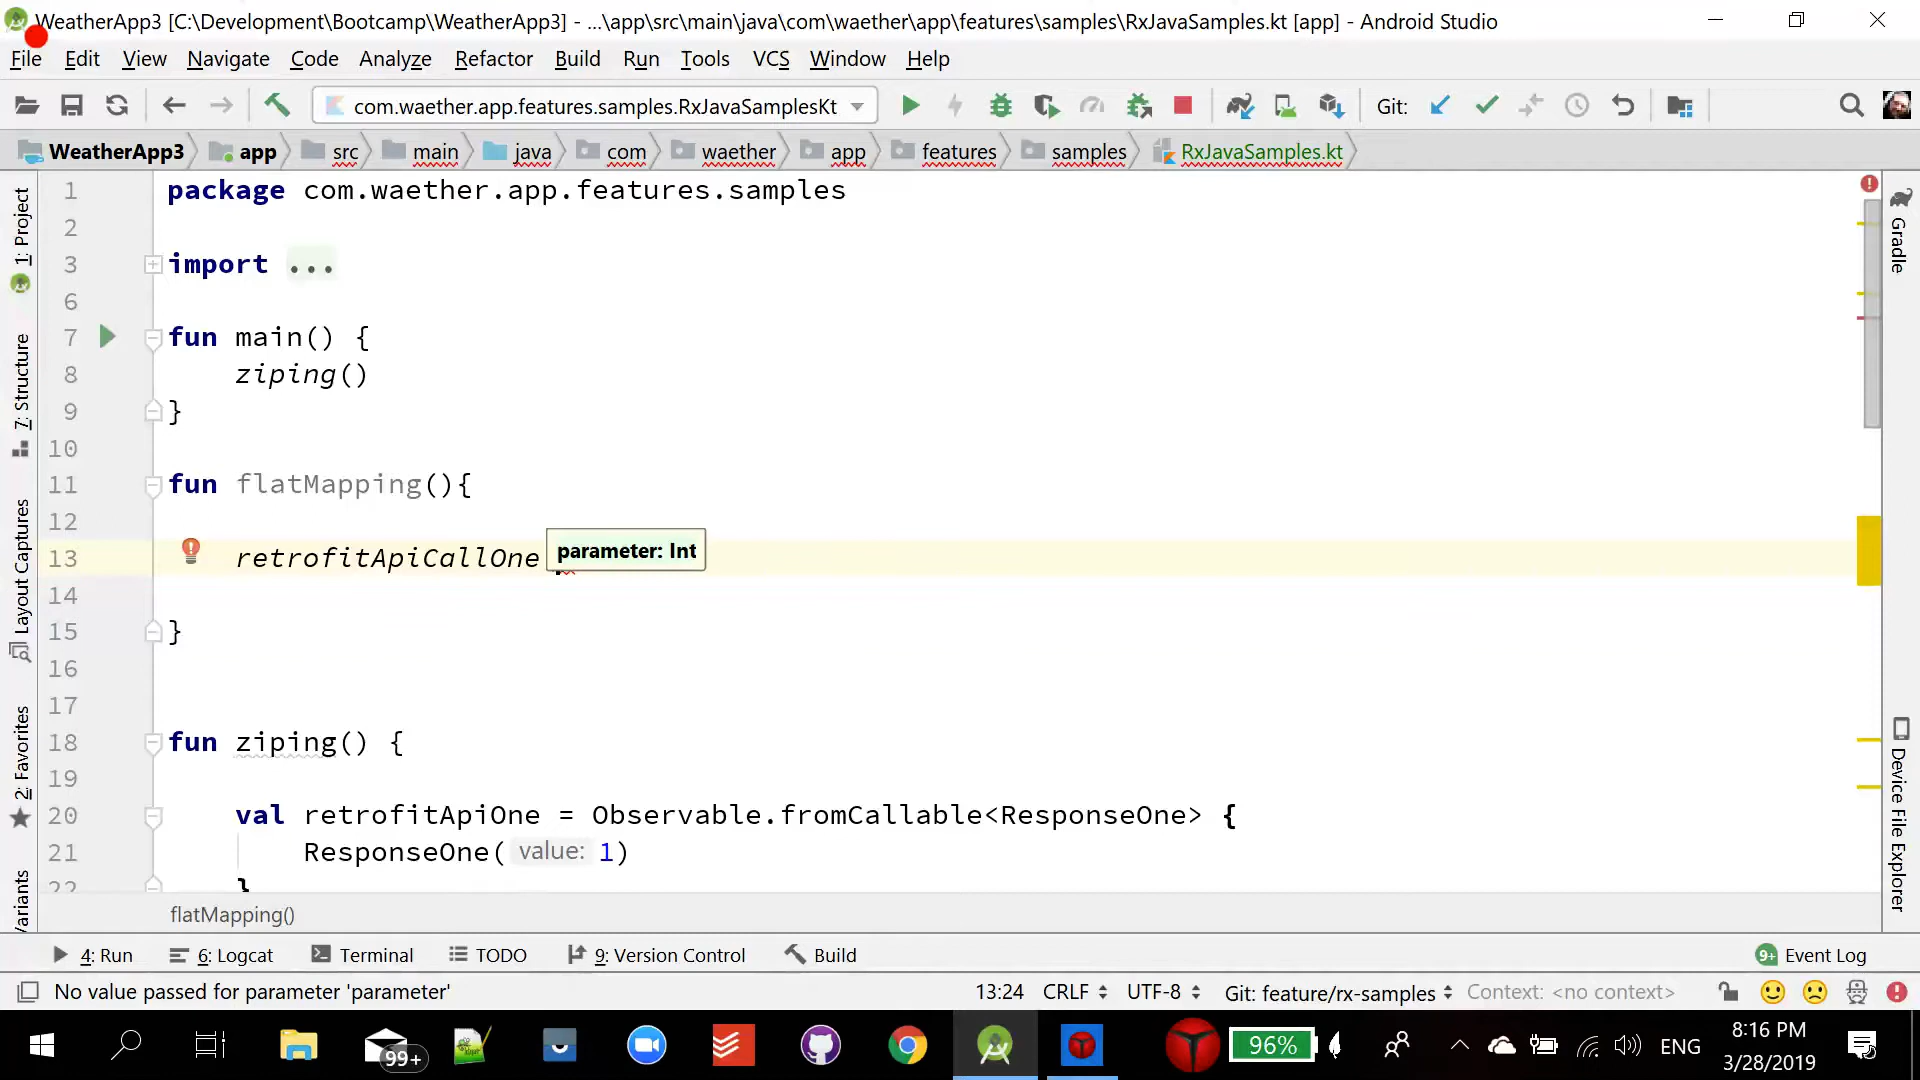 WeatherApp3 [C:\Development\Bootcamp\WeatherApp3] - ...\app\src\main\java\com\waether\app\features\samples\RxJavaSamples.kt [app] - Android Studio
File Edit View Navigate Code Analyze Refactor Build Run Tools VCS Window Help
com.waether.app.features.samples.RxJavaSamplesKt Git:
WeatherApp3 app src main java com waether app features samples RxJavaSamples.kt
1 package com.waether.app.features.samples
2
3 import ...
6
7 fun main() {
8 ziping()
9 }
10
11 fun flatMapping(){
12
13 retrofitApiCallOne
parameter: Int
14
15 }
16
17
18 fun ziping() {
19
20 val retrofitApiOne = Observable.fromCallable<ResponseOne> {
21 ResponseOne( value: 1)
22 }
1: Project
7: Structure
Layout Captures
2: Favorites
Variants
Gradle
Device File Explorer
flatMapping()
4: Run 6: Logcat Terminal TODO 9: Version Control Build 9+ Event Log
No value passed for parameter 'parameter' 13:24 CRLF UTF-8 Git: feature/rx-samples Context: <no context>
99+ 96% ENG 8:16 PM
3/28/2019